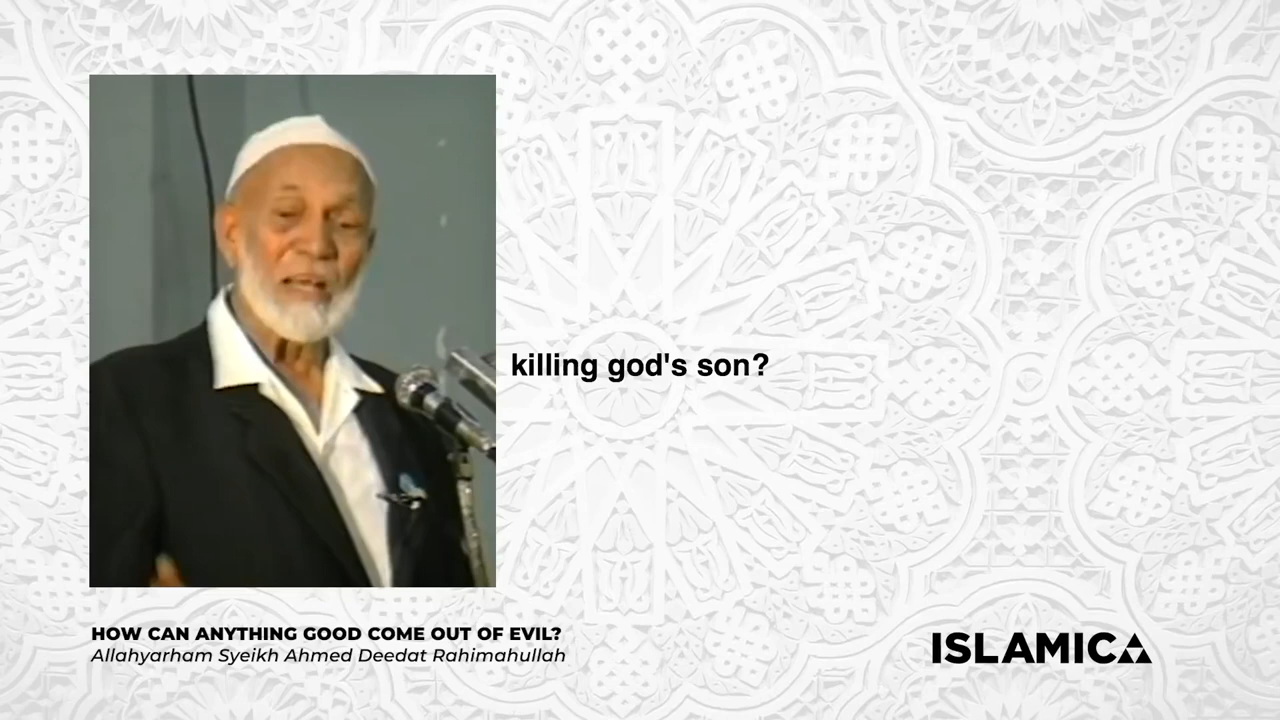 killing god's son?
HOW CAN ANYTHING GOOD COME OUT OF EVIL?
Allahyarham Syeikh Ahmed Deedat Rahimahullah
ISLAMICA